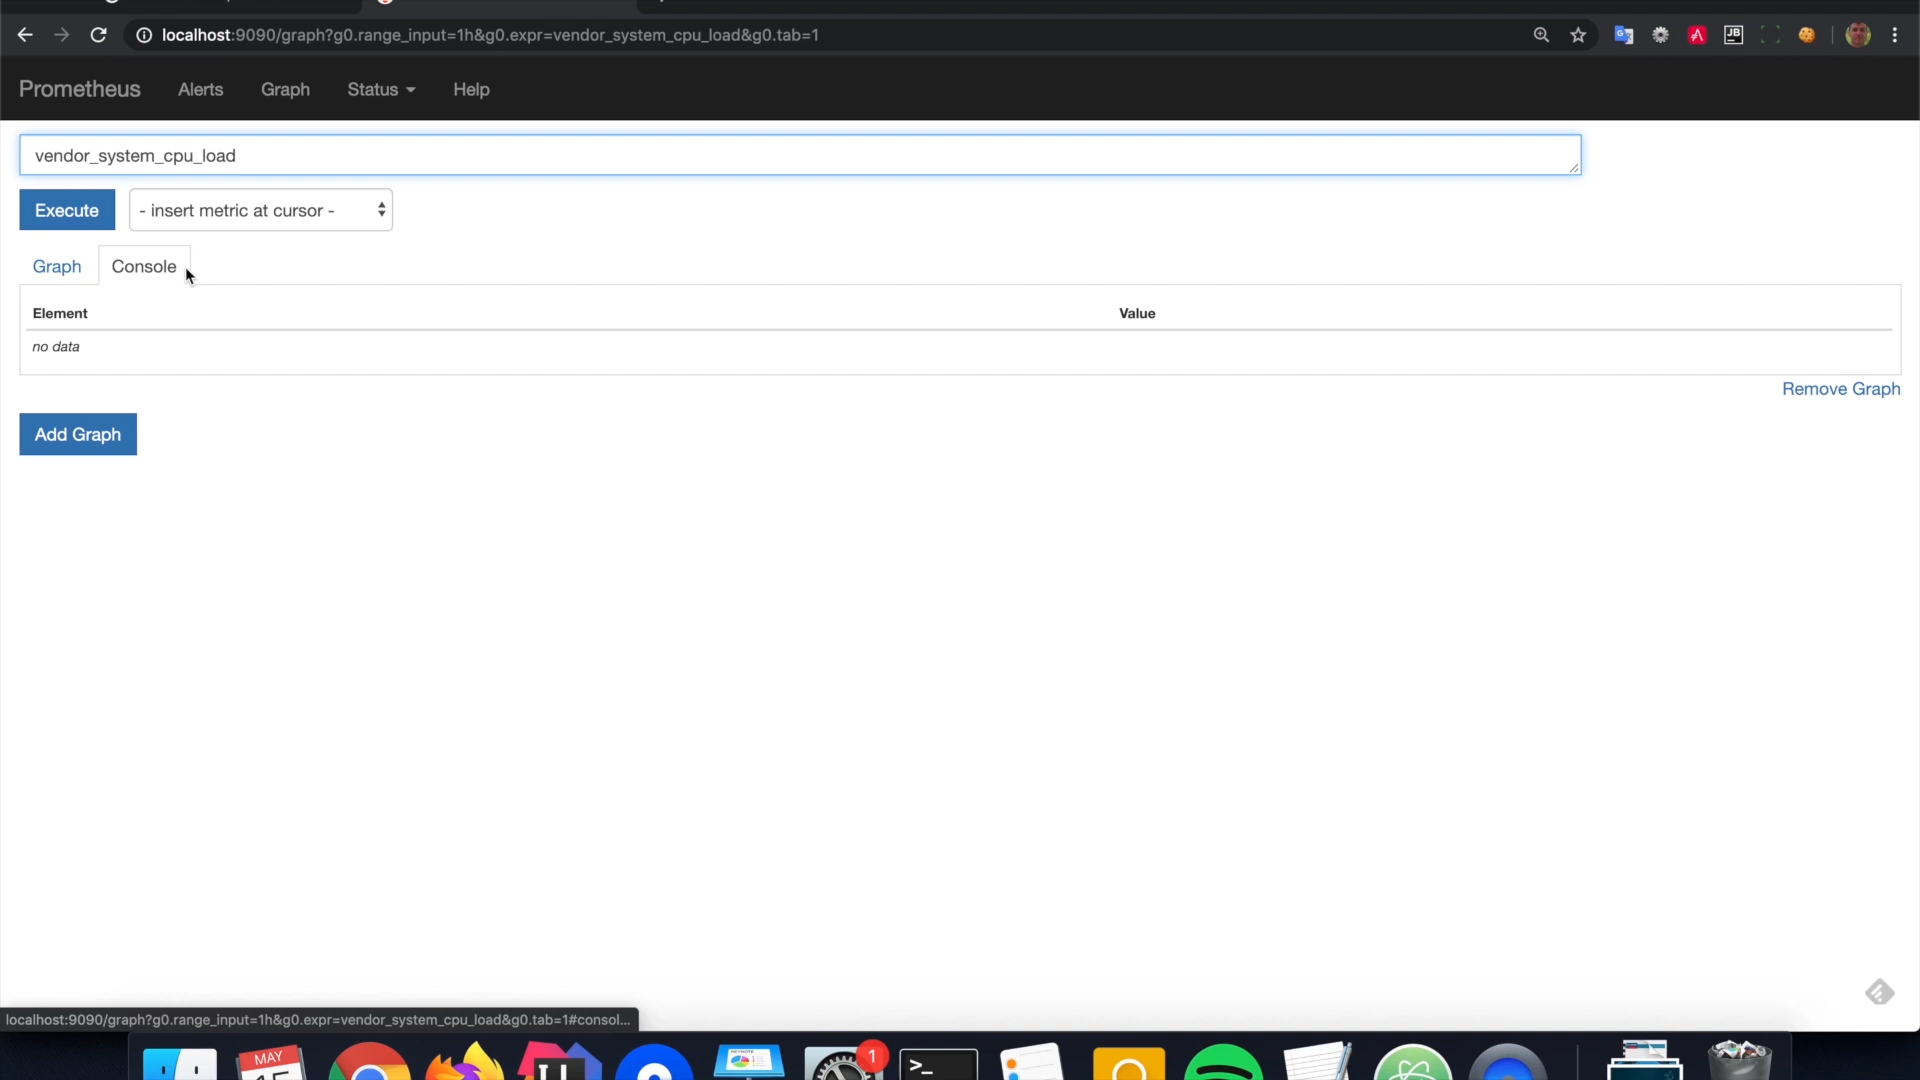 localhost:9090/graph?g0.range_input=1h&g0.expr=vendor_system_cpu_load&g0.tab=1
JB
Prometheus Alerts Graph Status Help
vendor_system_cpu_load
Execute - insert metric at cursor -
Graph Console
Element Value
no data
Remove Graph
Add Graph
localhost:9090/graph?g0.range_input=1h&g0.expr=vendor_system_cpu_load&g0.tab=1#consol...
MAY
1
KEYNOTE
>_